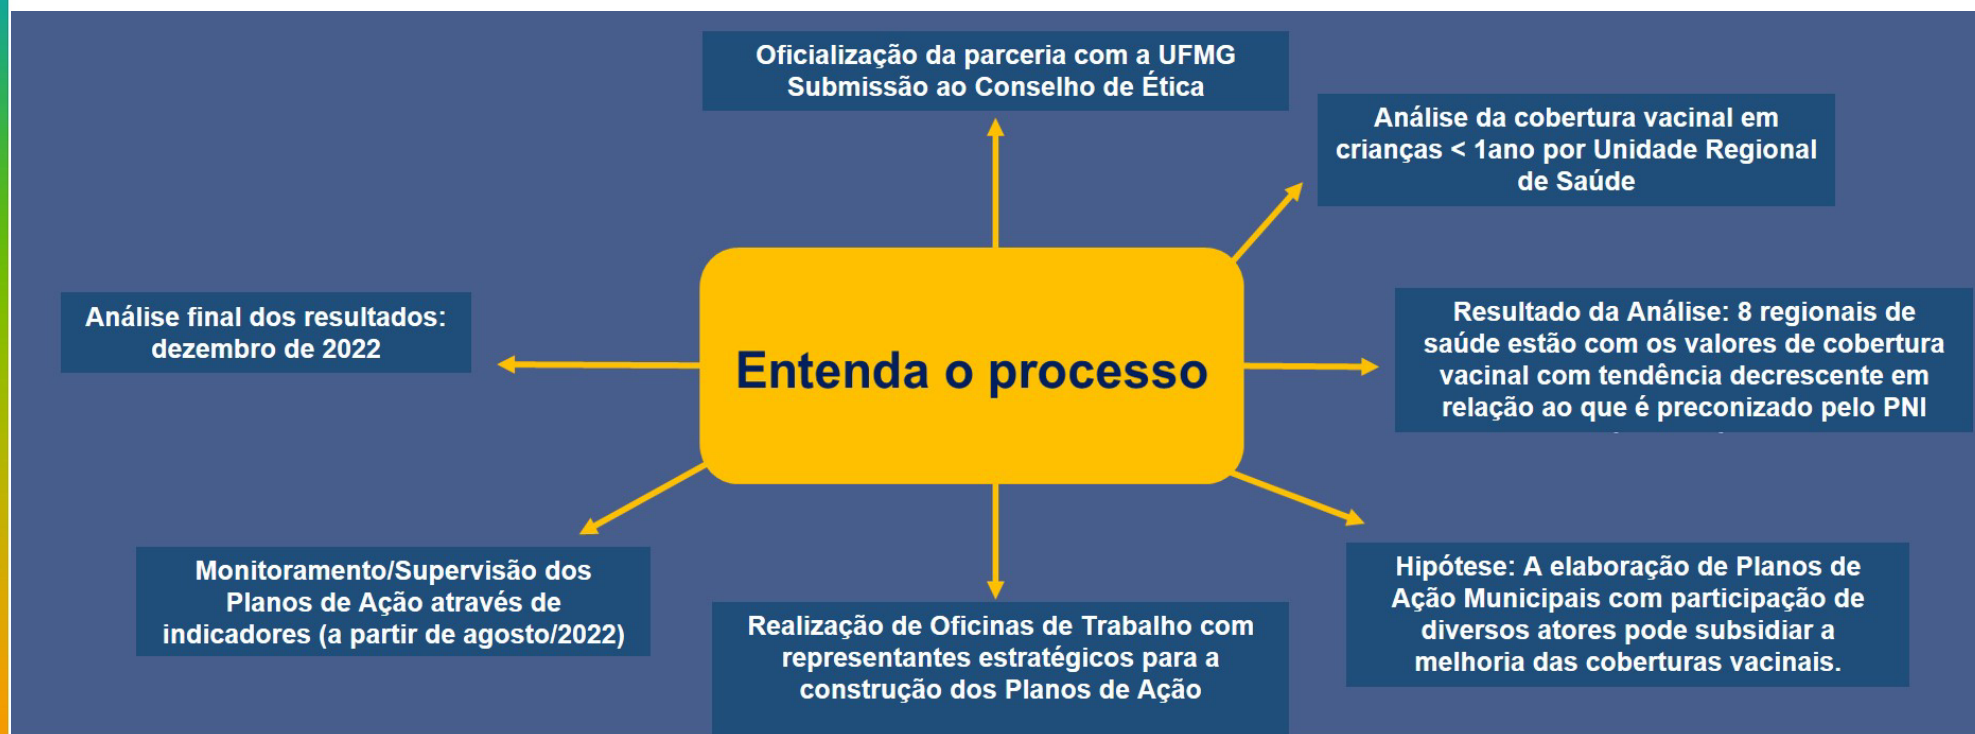 Oficialização da parceria com a UFMG
Submissão ao Conselho de Ética
Análise da cobertura vacinal em
crianças < 1ano por Unidade Regional
de Saúde
Resultado da Análise: 8 regionais de
saúde estão com os valores de cobertura
vacinal com tendência decrescente em
relação ao que é preconizado pelo PNI
Hipótese: A elaboração de Planos de
Ação Municipais com participação de
diversos atores pode subsidiar a
melhoria das coberturas vacinais.
Realização de Oficinas de Trabalho com
representantes estratégicos para a
construção dos Planos de Ação
Monitoramento/Supervisão dos
Planos de Ação através de
indicadores (a partir de agosto/2022)
Análise final dos resultados:
dezembro de 2022
Entenda o processo